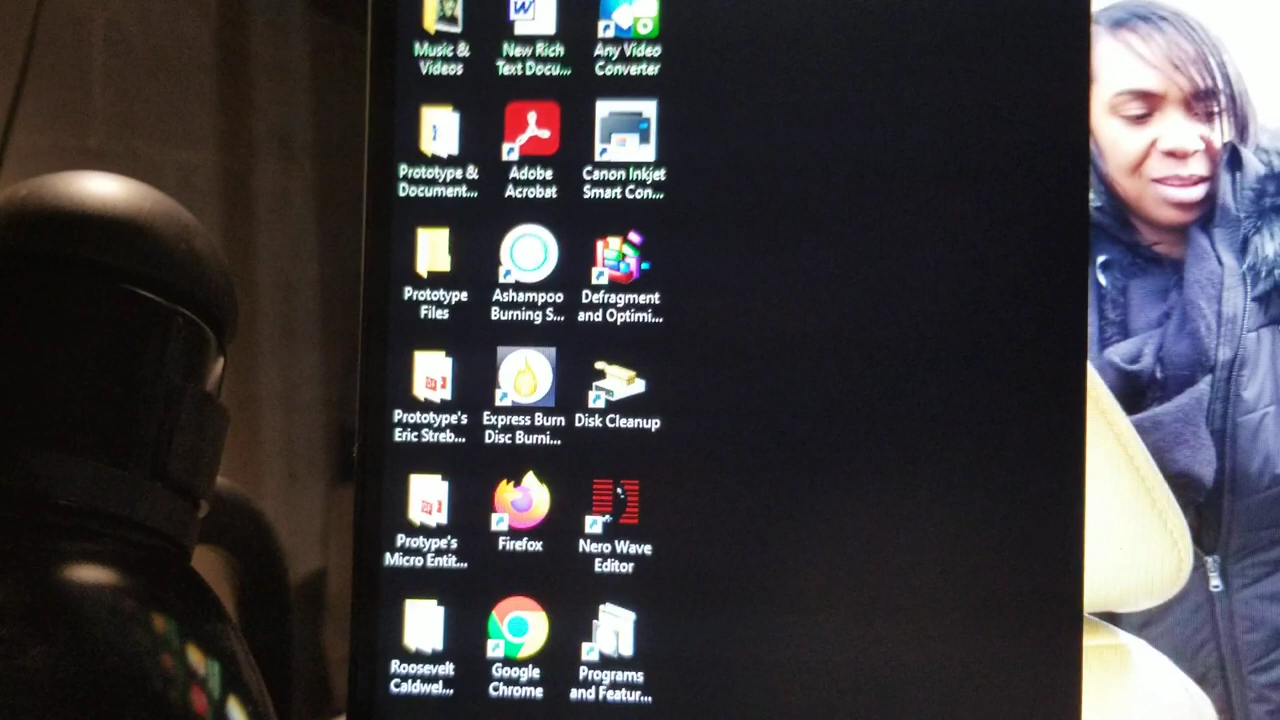 Music &
Videos
New Rich
Text Docu...
Any Video
Converter
Prototype &
Document...
Adobe
Acrobat
Canon Inkjet
Smart Con...
Prototype
Files
Ashampoo
Burning S...
Defragment
and Optimi...
Prototype's
Eric Streb...
Express Burn
Disc Burni...
Disk Cleanup
Protype's
Micro Entit...
Firefox
Nero Wave
Editor
Roosevelt
Caldwel...
Google
Chrome
Programs
and Featur...